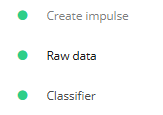 Create impulse
Raw data
Classifier